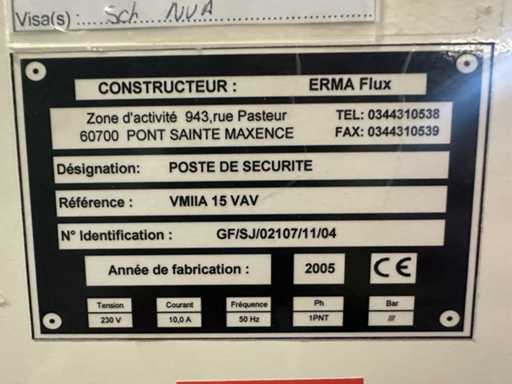 Visa(s) :
CONSTRUCTEUR : ERMA Flux
Zone d'activité 943,rue Pasteur TEL: 0344310538
60700 PONT SAINTE MAXENCE FAX: 0344310539
Désignation: POSTE DE SECURITE
Référence : VMIIA 15 VAV
N° Identification : GF/SJ/02107/11/04
Année de fabrication : 2005 CE
Tension Courant Fréquence Ph Bar
230 V 10,0 A 50 Hz 1PNT ///